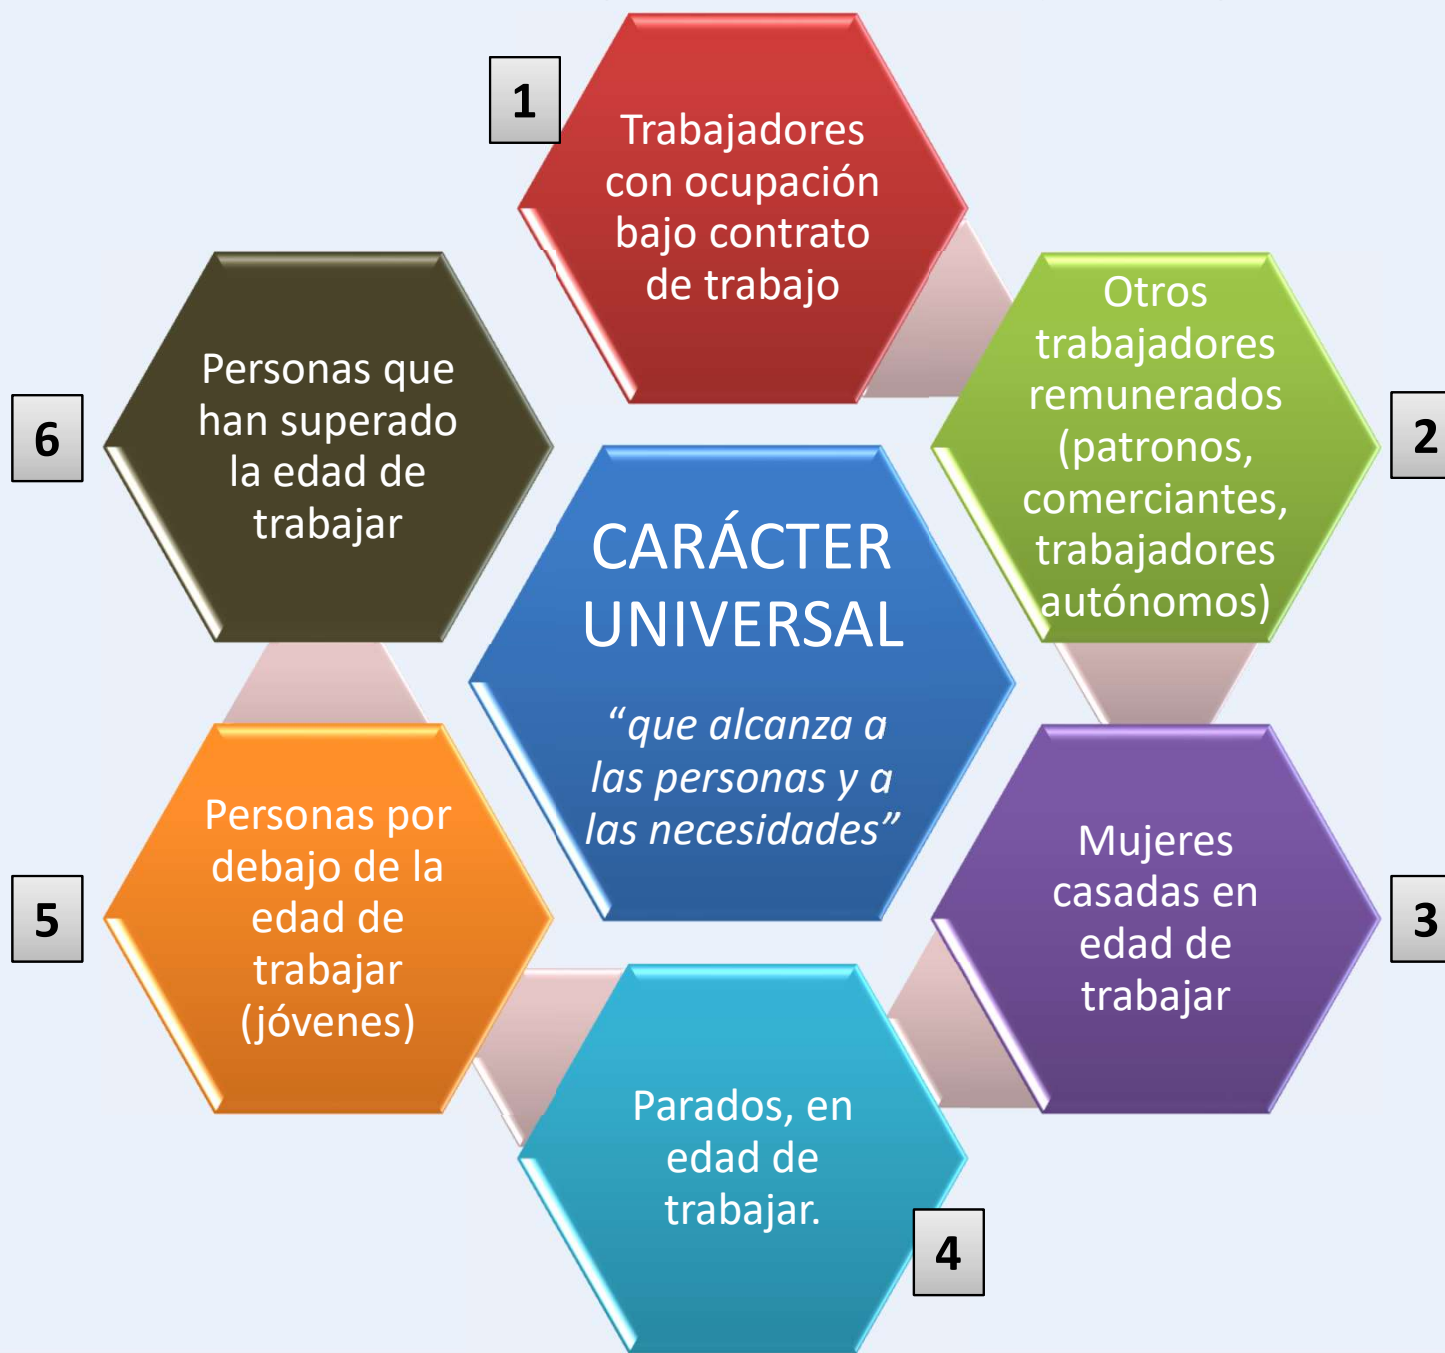 1
Trabajadores
con ocupación
bajo contrato
de trabajo
Otros
trabajadores
remunerados
(patronos,
comerciantes,
trabajadores
autónomos)
2
Mujeres
casadas en
edad de
trabajar
3
Parados, en
edad de
trabajar.
4
Personas por
debajo de la
edad de
trabajar
(jóvenes)
5
Personas que
han superado
la edad de
trabajar
6
CARÁCTER
UNIVERSAL
“que alcanza a
las personas y a
las necesidades”